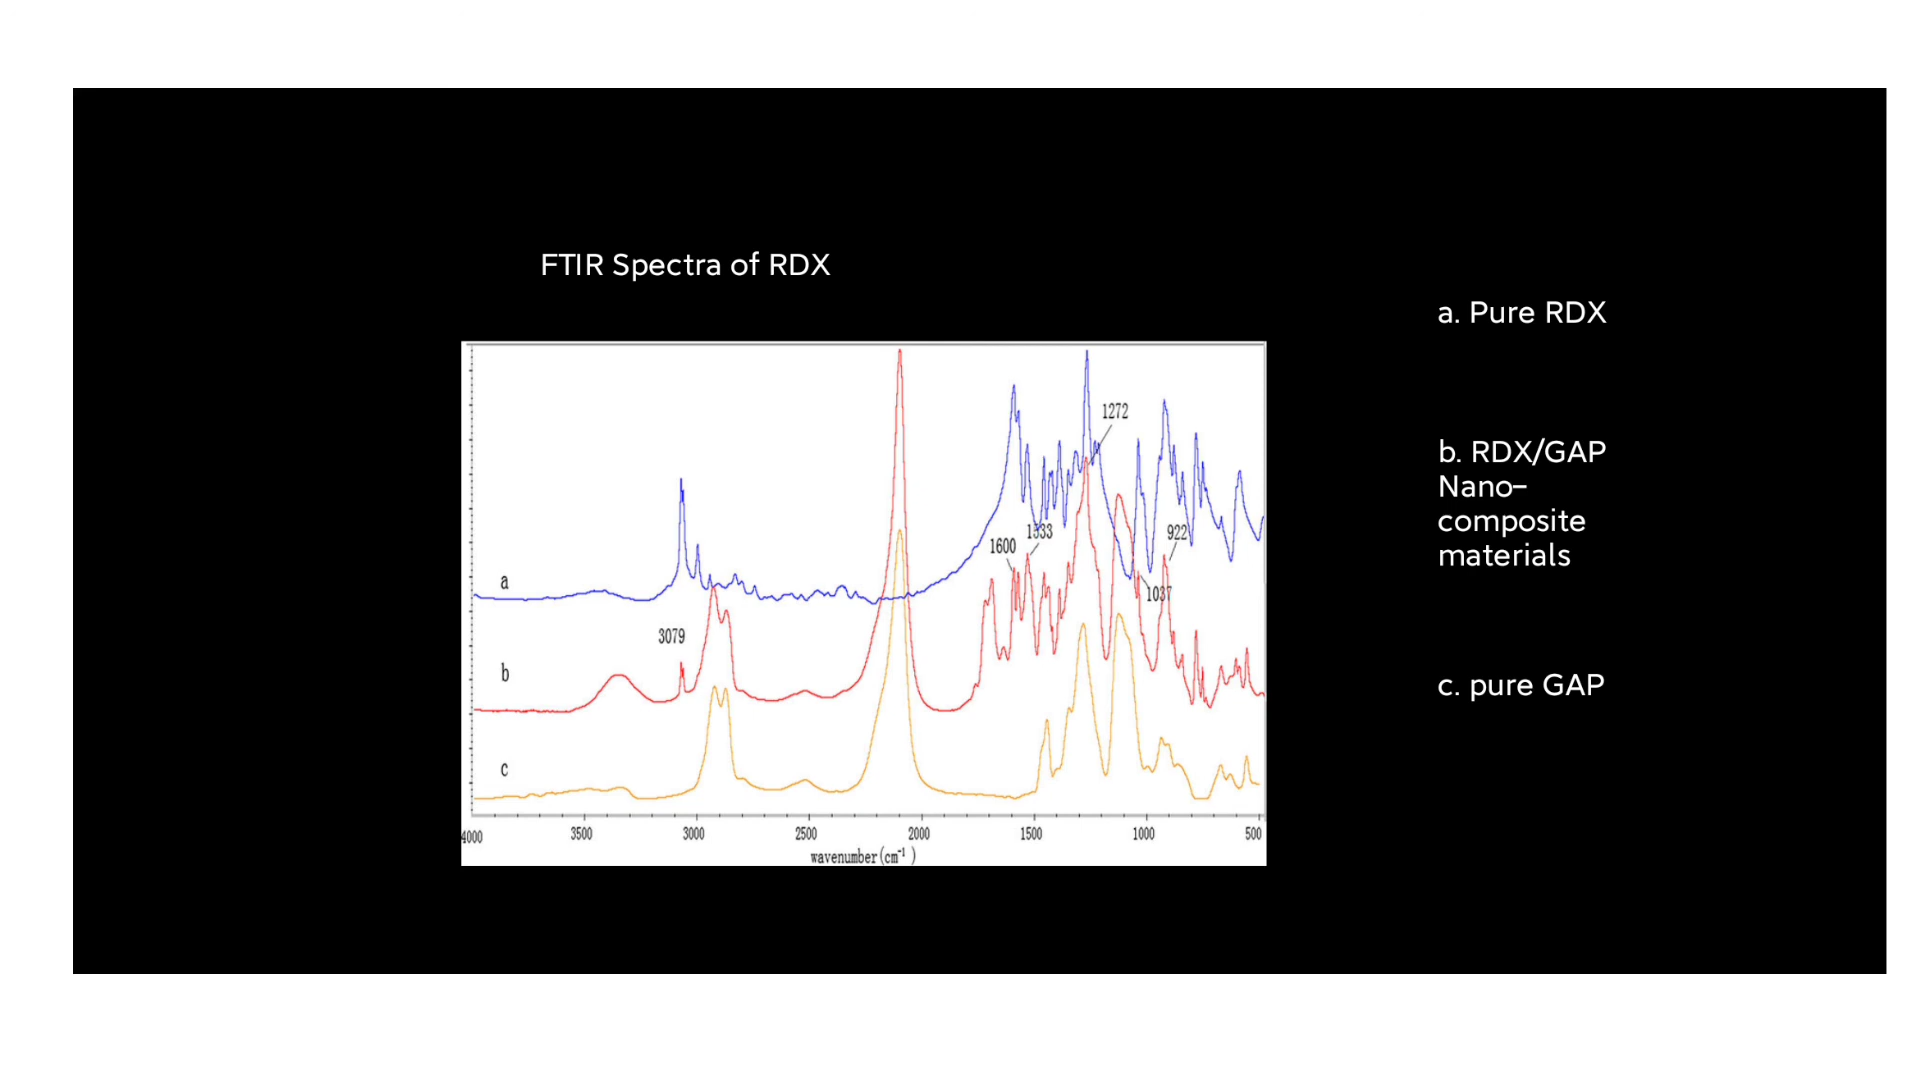 FTIR Spectra of RDX
a. Pure RDX
b. RDX/GAP
Nano-
composite
materials
c. pure GAP
1272
1533
1600
922
1037
3079
a
b
c
4000 3500 3000 2500 2000 1500 1000 500
wavenumber(cm⁻¹ )